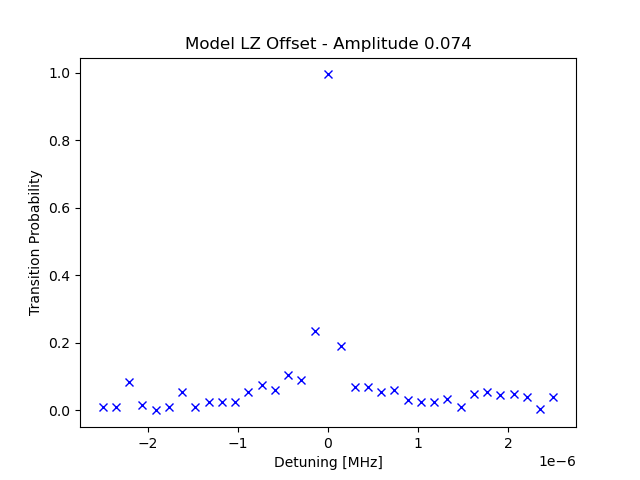 Model LZ Offset - Amplitude 0.074
1.0
0.8
0.6
0.4
0.2
0.0
Transition Probability
−2
−1
0
1
2
Detuning [MHz]
1e−6